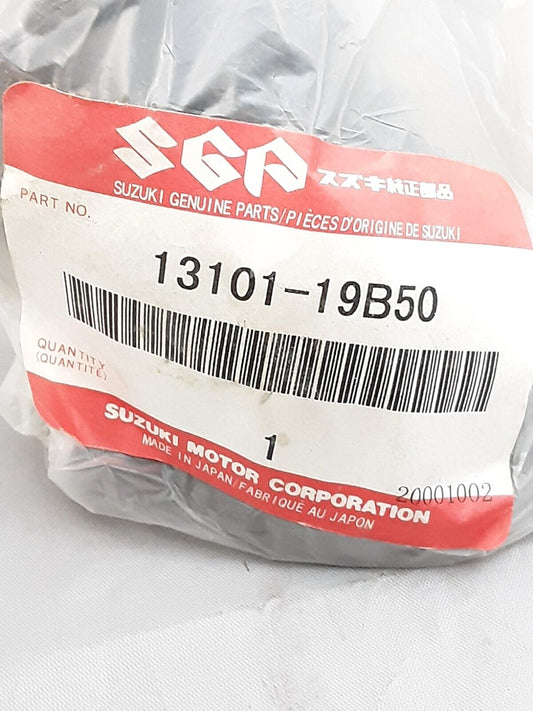 SGP スズキ純正部品
SUZUKI GENUINE PARTS/PIÈCES D'ORIGINE DE SUZUKI
PART NO.
13101-19B50
QUANTITY
(QUANTITÉ)
1
SUZUKI MOTOR CORPORATION
20001002
MADE IN JAPAN/FABRIQUÉ AU JAPON